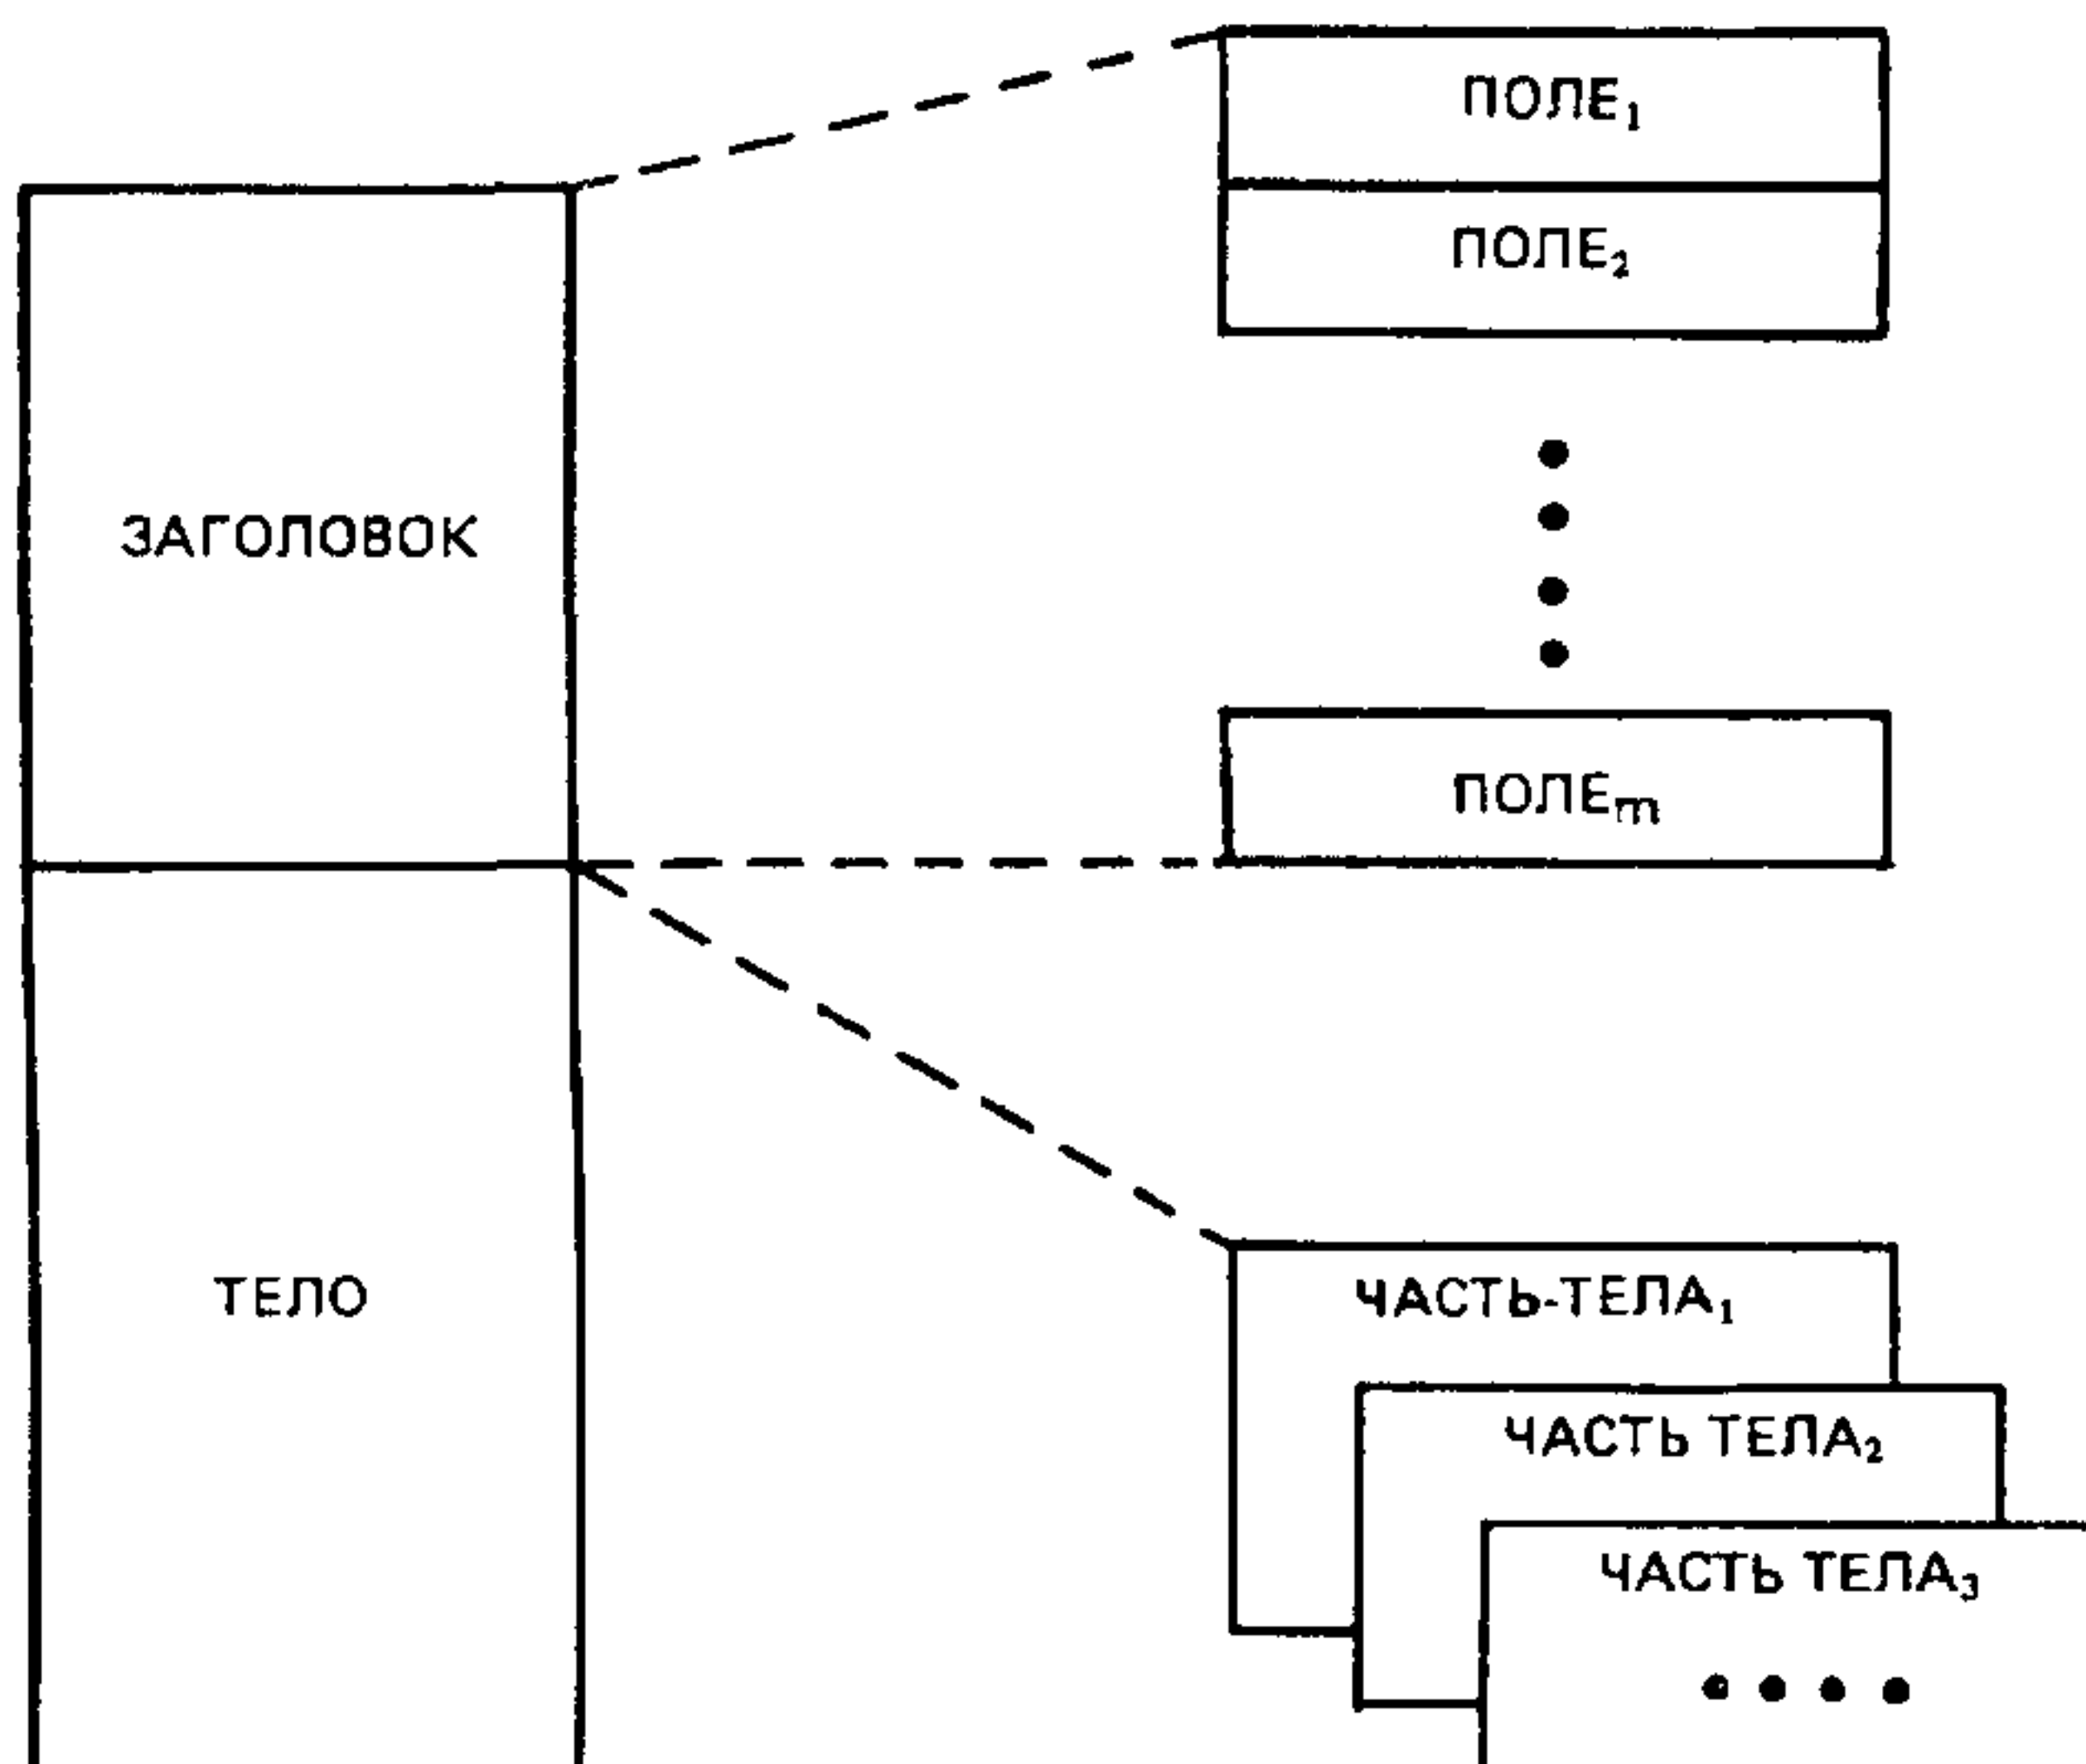 ПОЛЕ₁
ПОЛЕ₂
ЗАГОЛОВОК
ПОЛЕm
ТЕЛО
ЧАСТЬ-ТЕЛА₁
ЧАСТЬ ТЕЛА₂
ЧАСТЬ ТЕЛА₃